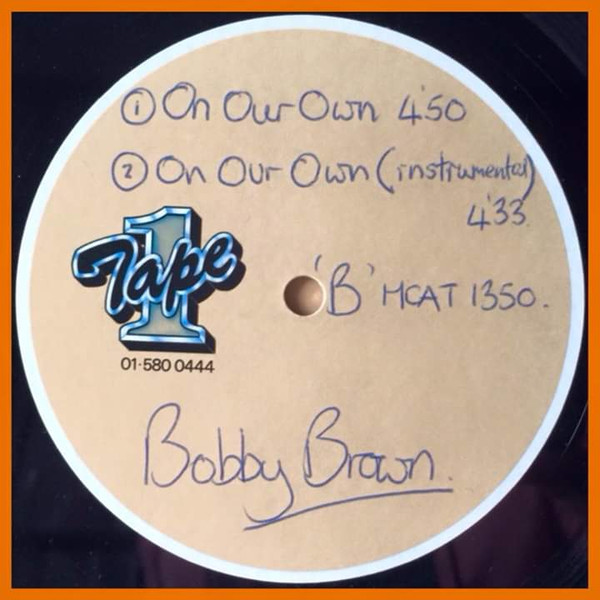 ① On Our Own 4'50
② On Our Own (instrumental)
4'33
Tape 1
01-580 0444
'B' MCAT 1350.
Bobby Brown.